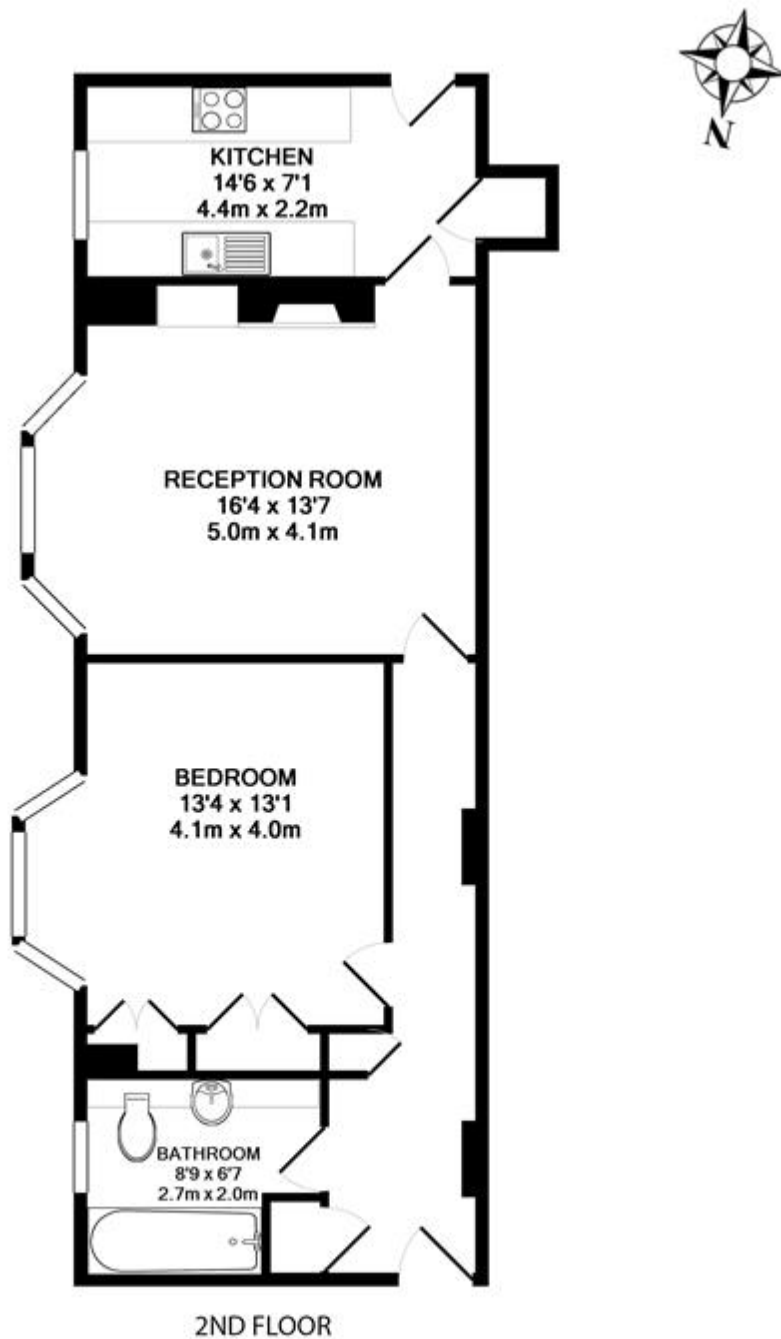 N
KITCHEN
14'6 x 7'1
4.4m x 2.2m
RECEPTION ROOM
16'4 x 13'7
5.0m x 4.1m
BEDROOM
13'4 x 13'1
4.1m x 4.0m
BATHROOM
8'9 x 6'7
2.7m x 2.0m
2ND FLOOR